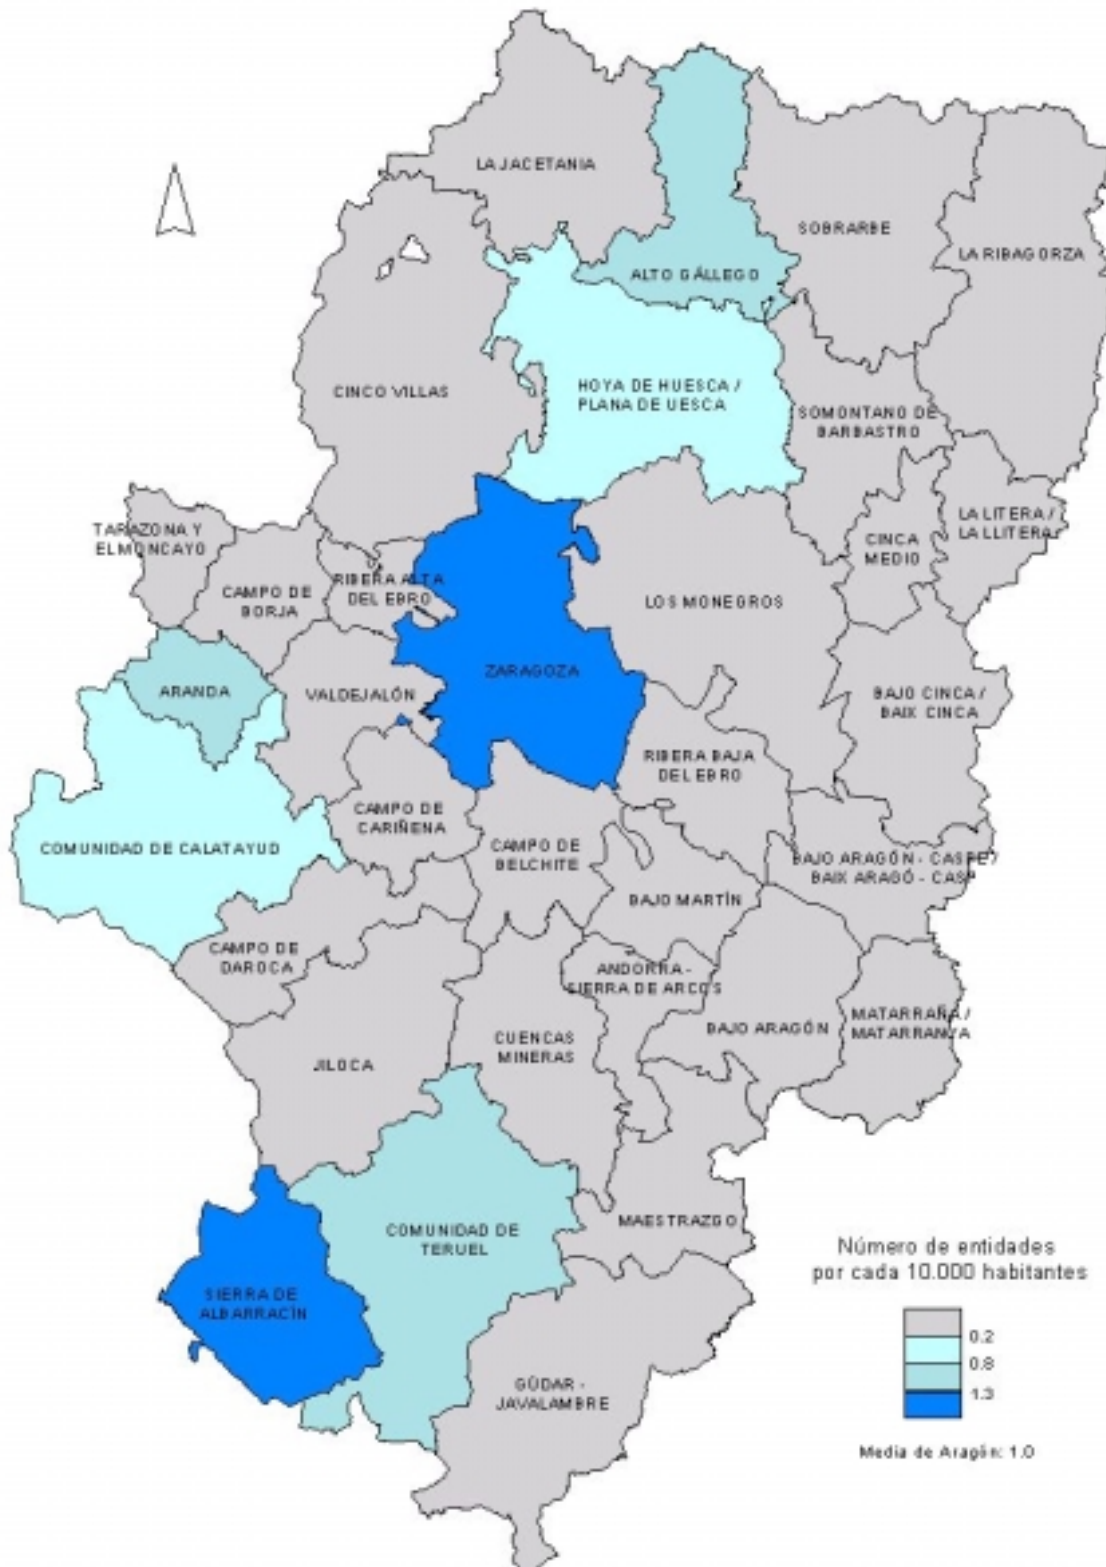 LA JACETANIA
SOBRARBE
LA RIBAGORZA
ALTO GÁLLEGO
CINCO VILLAS
HOYA DE HUESCA /
PLANA DE UESCA
SOMONTANO DE
BARBASTRO
TARAZONA Y
EL MONCAYO
CAMPO DE
BORJA
RIBERA ALTA
DEL EBRO
LOS MONEGROS
CINCA
MEDIO
LA LITERA /
LA LLITERA
ARANDA
VALDEJALÓN
ZARAGOZA
BAJO CINCA /
BAIX CINCA
RIBERA BAJA
DEL EBRO
COMUNIDAD DE CALATAYUD
CAMPO DE
CARIÑENA
CAMPO DE
BELCHITE
BAJO ARAGÓN - CASPE /
BAIX ARAGÓ - CASP
BAJO MARTÍN
CAMPO DE
DAROCA
ANDORRA -
SIERRA DE ARCOS
JILOCA
CUENCAS
MINERAS
BAJO ARAGÓN
MATARRAÑA /
MATARRANYA
COMUNIDAD DE
TERUEL
MAESTRAZGO
SIERRA DE
ALBARRACÍN
GÚDAR -
JAVALAMBRE
Número de entidades
por cada 10.000 habitantes
0.2
0.8
1.3
Media de Aragón: 1.0